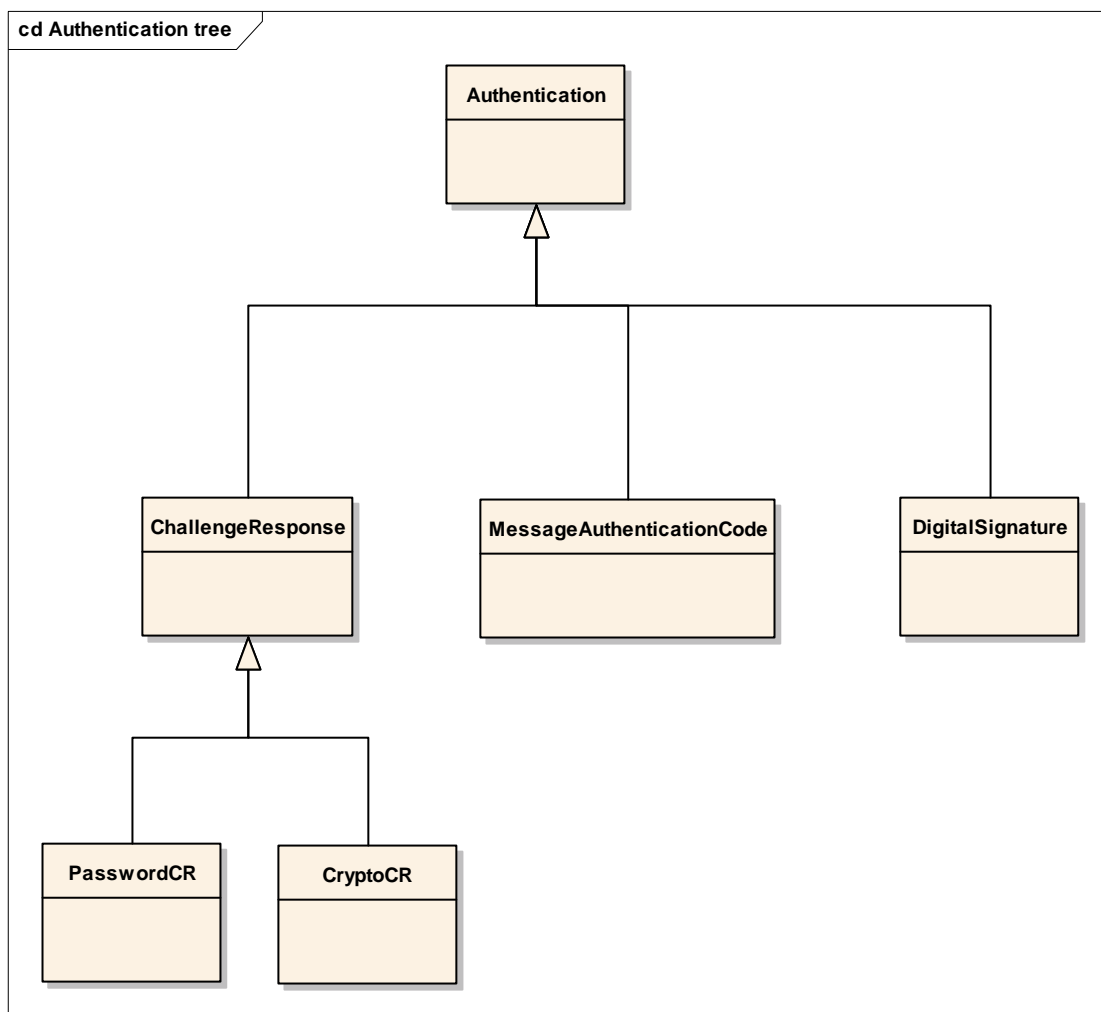 cd Authentication tree
Authentication
ChallengeResponse
MessageAuthenticationCode
DigitalSignature
PasswordCR
CryptoCR